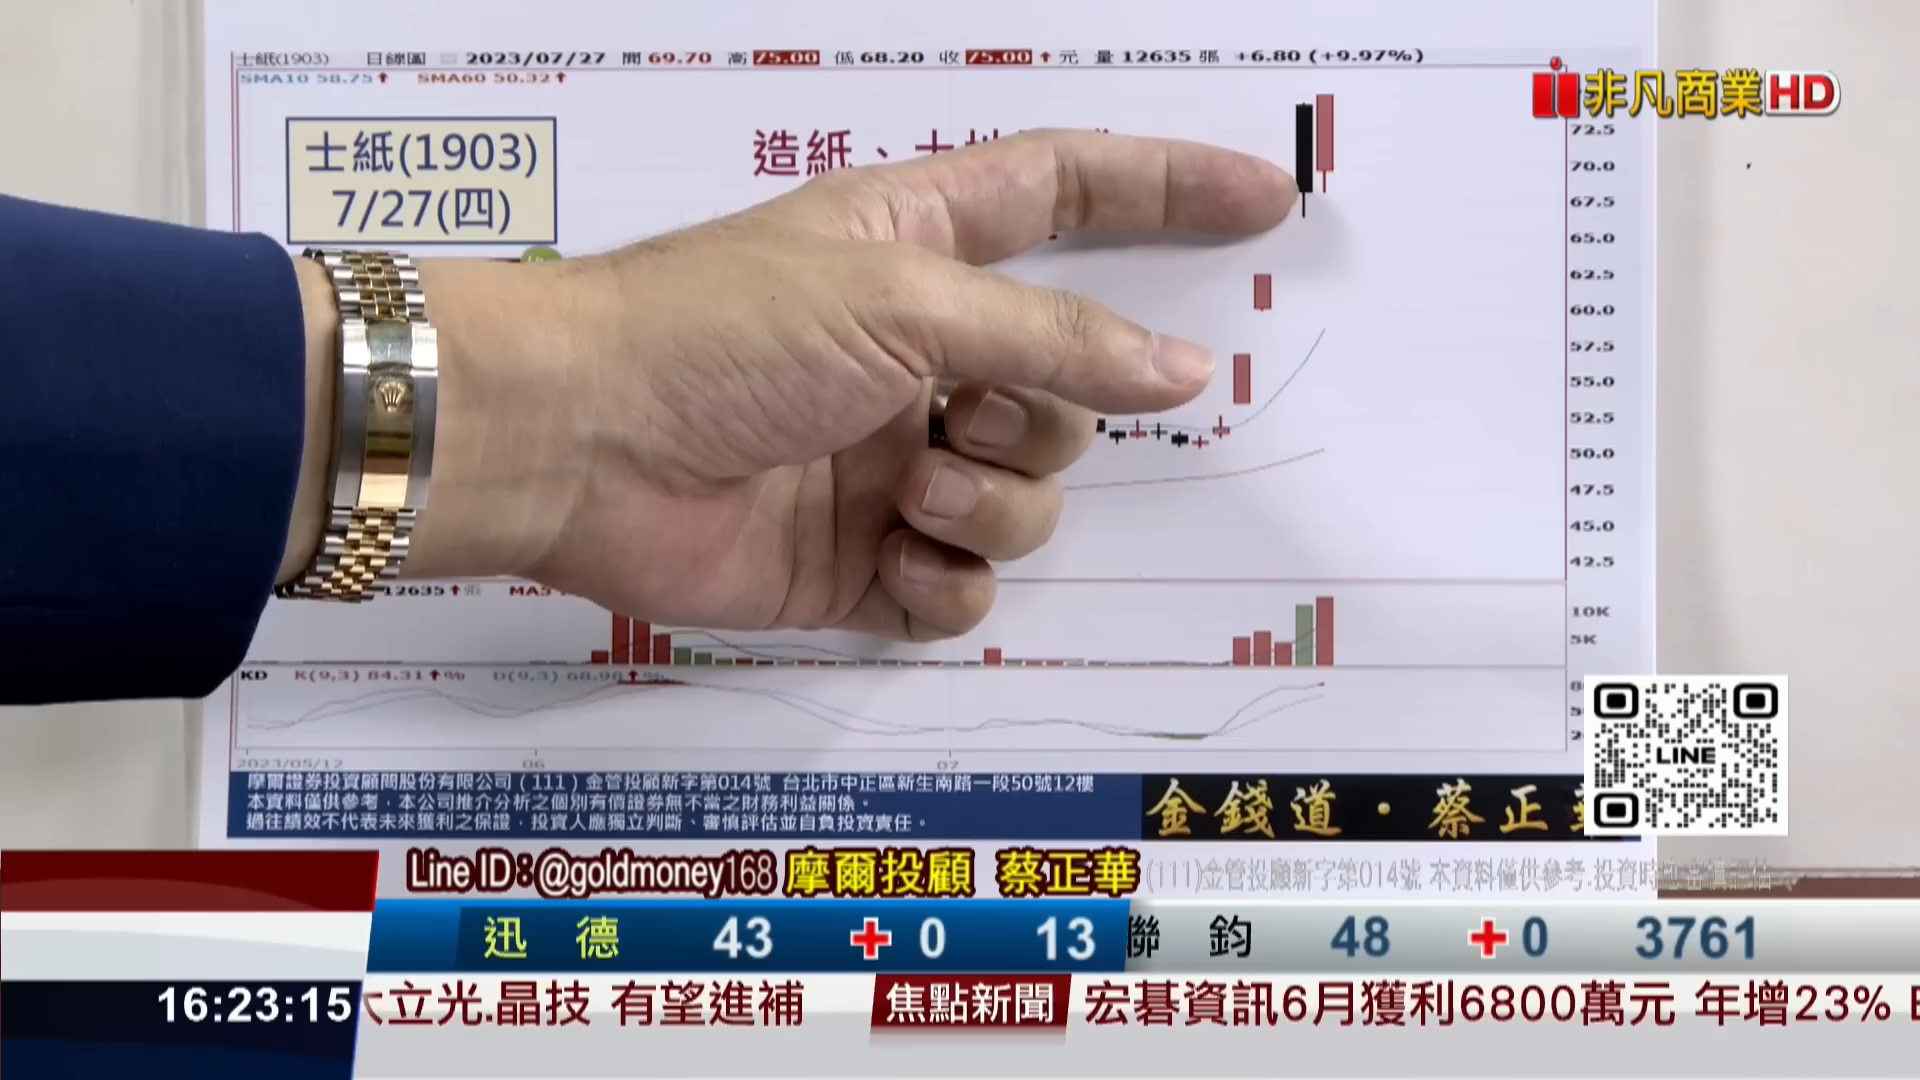 士紙(1903) 日線圖 2023/07/27 開 69.70 高 75.00 低 68.20 收 75.00 ↑ 元 量 12635 張 +6.80 (+9.97%)
SMA10 58.75↑ SMA60 50.32↑
非凡商業HD
士紙(1903)
7/27(四)
造紙、土
72.5
70.0
67.5
65.0
62.5
60.0
57.5
55.0
52.5
50.0
47.5
45.0
42.5
12635↑張 MA5
10K
5K
KD K(9,3) 84.31↑% D(9,3) 68.98↑%
LINE
2023/05/12 06 07
摩爾證券投資顧問股份有限公司（111）金管投顧新字第014號 台北市中正區新生南路一段50號12樓
本資料僅供參考，本公司推介分析之個別有價證券無不當之財務利益關係。
過往績效不代表未來獲利之保證，投資人應獨立判斷、審慎評估並自負投資責任。
金錢道·蔡正
Line ID：@goldmoney168 摩爾投顧 蔡正華 (111)金管投顧新字第014號 本資料僅供參考.投資時
迅德 43 + 0 13 聯鈞 48 + 0 3761
16:23:15 立光.晶技 有望進補 焦點新聞 宏碁資訊6月獲利6800萬元 年增23%